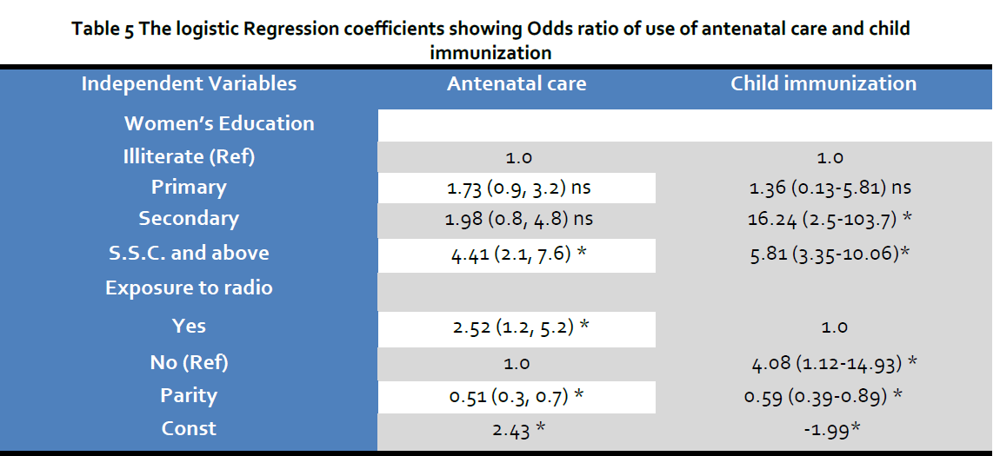 Table 5 The logistic Regression coefficients showing Odds ratio of use of antenatal care and child
immunization
Independent Variables Antenatal care Child immunization
Women’s Education
Illiterate (Ref) 1.0 1.0
Primary 1.73 (0.9, 3.2) ns 1.36 (0.13-5.81) ns
Secondary 1.98 (0.8, 4.8) ns 16.24 (2.5-103.7) *
S.S.C. and above 4.41 (2.1, 7.6) * 5.81 (3.35-10.06)*
Exposure to radio
Yes 2.52 (1.2, 5.2) * 1.0
No (Ref) 1.0 4.08 (1.12-14.93) *
Parity 0.51 (0.3, 0.7) * 0.59 (0.39-0.89) *
Const 2.43 * -1.99*